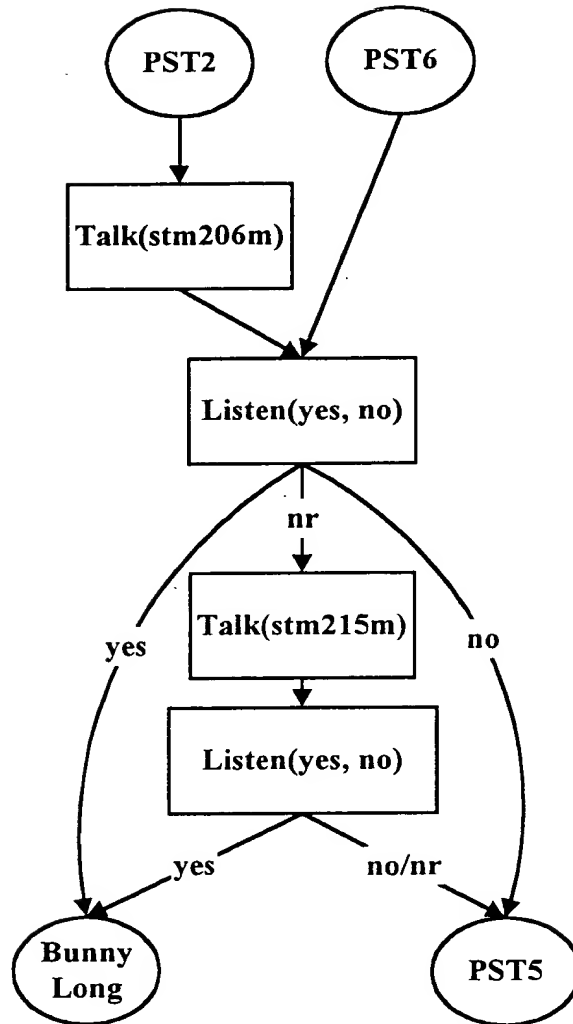 PST2
PST6
Talk(stm206m)
Listen(yes, no)
nr
Talk(stm215m)
yes
no
Listen(yes, no)
yes
no/nr
Bunny
Long
PST5